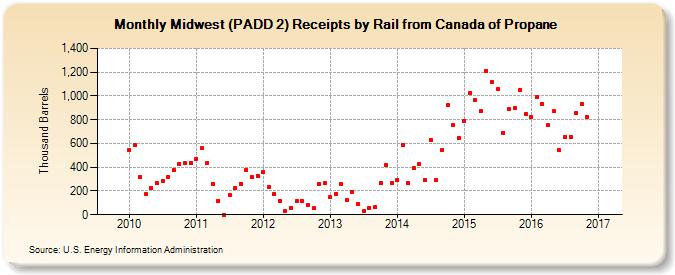 Monthly Midwest (PADD 2) Receipts by Rail from Canada of Propane
Thousand Barrels
1,400
1,200
1,000
800
600
400
200
0
2010 2011 2012 2013 2014 2015 2016 2017
Source: U.S. Energy Information Administration